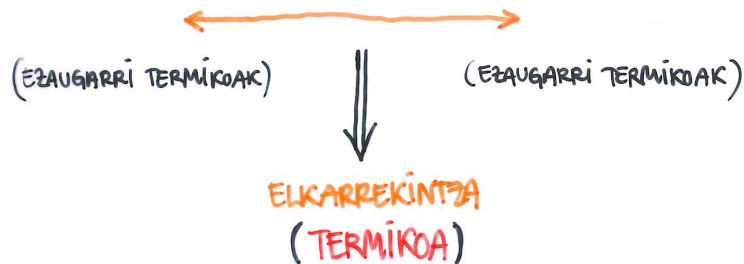 (EZAUGARRI TERMIKOAK) (EZAUGARRI TERMIKOAK)
ELKARREKINTZA
(TERMIKOA)